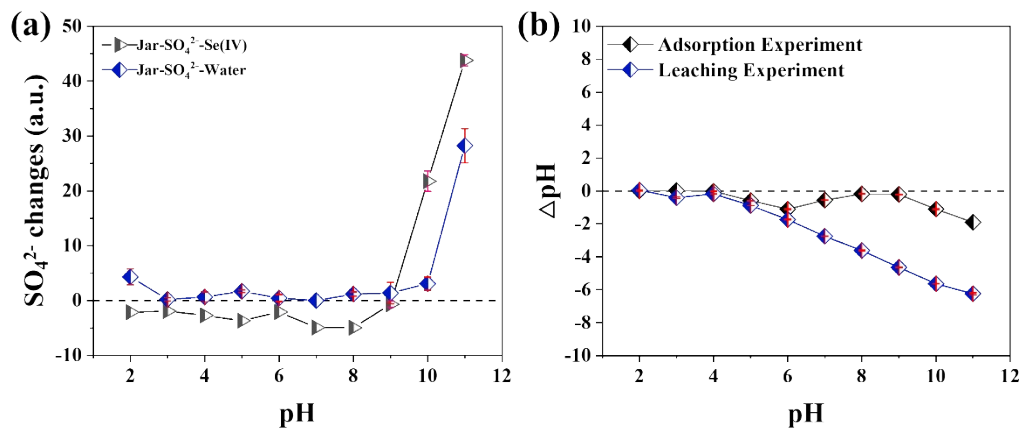 (a)
50
40
30
20
10
0
-10
SO₄²⁻ changes (a.u.)
Jar-SO₄²⁻-Se(IV)
Jar-SO₄²⁻-Water
2 4 6 8 10 12
pH
(b)
10
8
6
4
2
0
-2
-4
-6
-8
-10
△pH
Adsorption Experiment
Leaching Experiment
2 4 6 8 10 12
pH